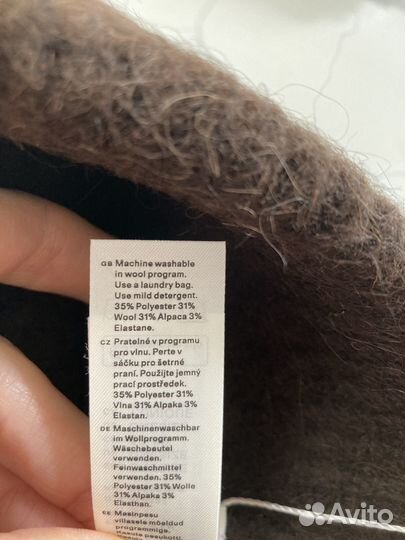 GB Machine washable
in wool program.
Use a laundry bag.
Use mild detergent.
35% Polyester 31%
Wool 31% Alpaca 3%
Elastane.
CZ Pratelné v programu
pro vlnu. Perte v
sáčku pro šetrné
praní. Použijte jemný
prací prostředek.
35% Polyester 31%
Vlna 31% Alpaka 3%
Elastan.
DE Maschinenwaschbar
im Wollprogramm.
Wäschebeutel
verwenden.
Feinwaschmittel
verwenden. 35%
Polyester 31% Wolle
31% Alpaka 3%
Elasthan.
EE Masinpesu
villasele mõeldud
programmiga.
Kasuta pesukotti.
Avito